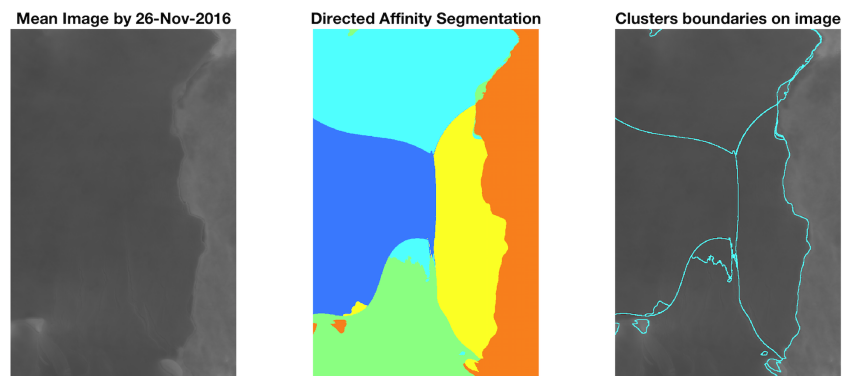 Mean Image by 26-Nov-2016
Directed Affinity Segmentation
Clusters boundaries on image